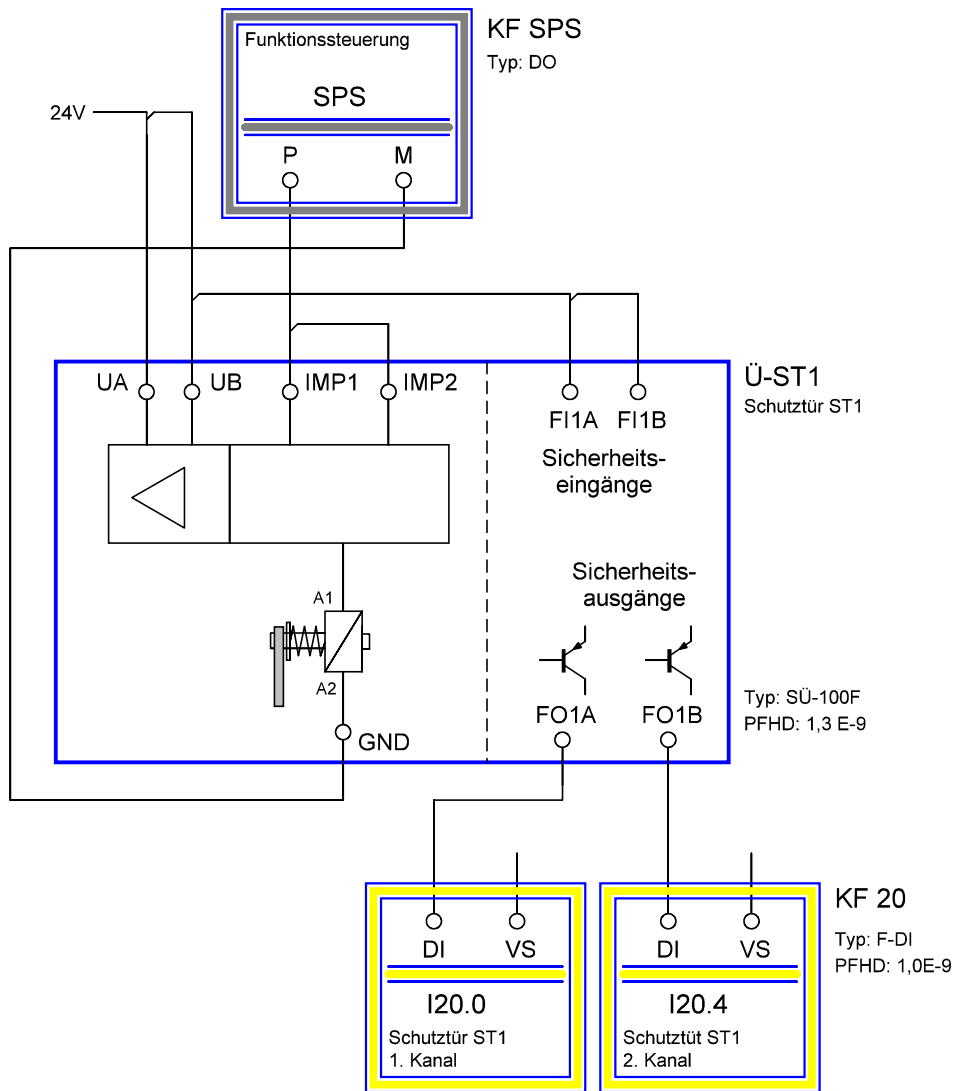 KF SPS
Typ: DO
Funktionssteuerung
SPS
24V
P M
UA UB IMP1 IMP2
FI1A FI1B
Ü-ST1
Schutztür ST1
Sicherheits-
eingänge
Sicherheits-
ausgänge
A1
A2
GND
FO1A FO1B
Typ: SÜ-100F
PFHD: 1,3 E-9
KF 20
Typ: F-DI
PFHD: 1,0E-9
DI VS
I20.0
Schutztür ST1
1. Kanal
DI VS
I20.4
Schutztüt ST1
2. Kanal